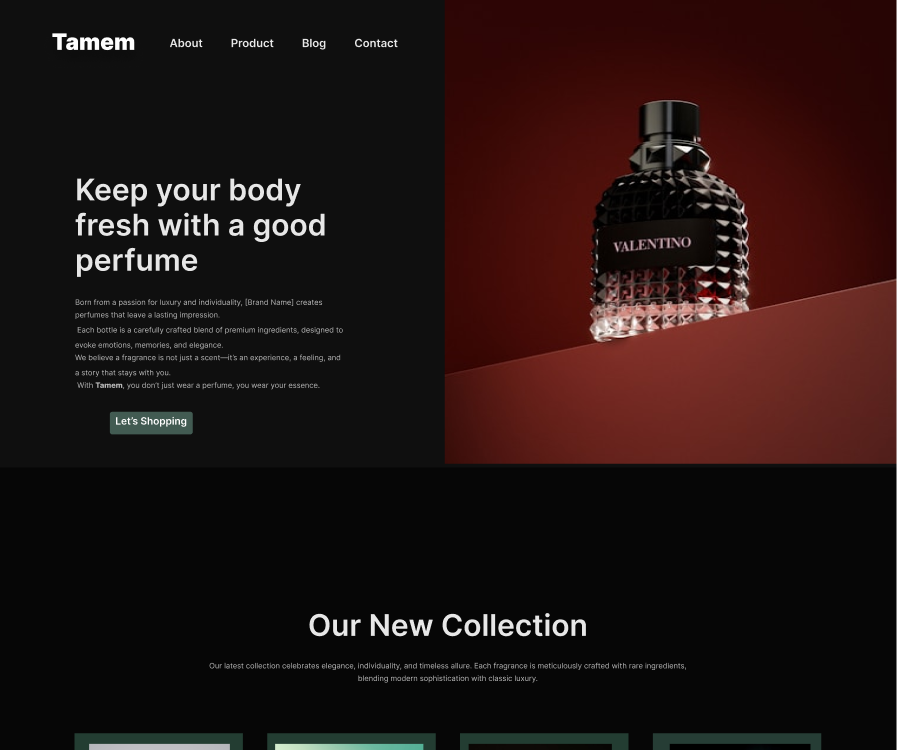 Tamem
About Product Blog Contact
Keep your body
fresh with a good
perfume
VALENTINO
Born from a passion for luxury and individuality, [Brand Name] creates
perfumes that leave a lasting impression.
Each bottle is a carefully crafted blend of premium ingredients, designed to
evoke emotions, memories, and elegance.
We believe a fragrance is not just a scent—it's an experience, a feeling, and
a story that stays with you.
With Tamem, you don't just wear a perfume, you wear your essence.
Let's Shopping
Our New Collection
Our latest collection celebrates elegance, individuality, and timeless allure. Each fragrance is meticulously crafted with rare ingredients,
blending modern sophistication with classic luxury.